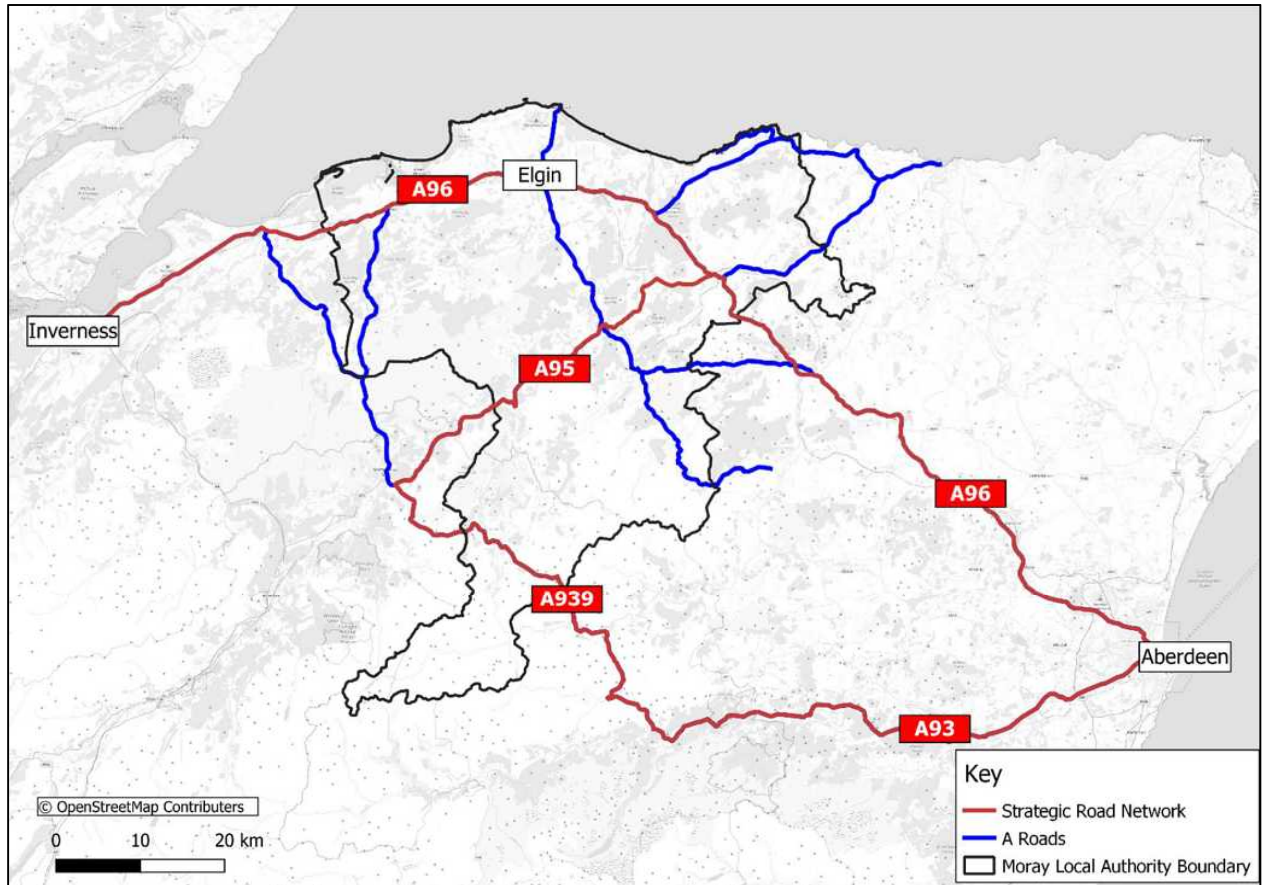 A96
Elgin
Inverness
A95
A96
A939
Aberdeen
A93
Key
Strategic Road Network
A Roads
Moray Local Authority Boundary
© OpenStreetMap Contributers
0 10 20 km